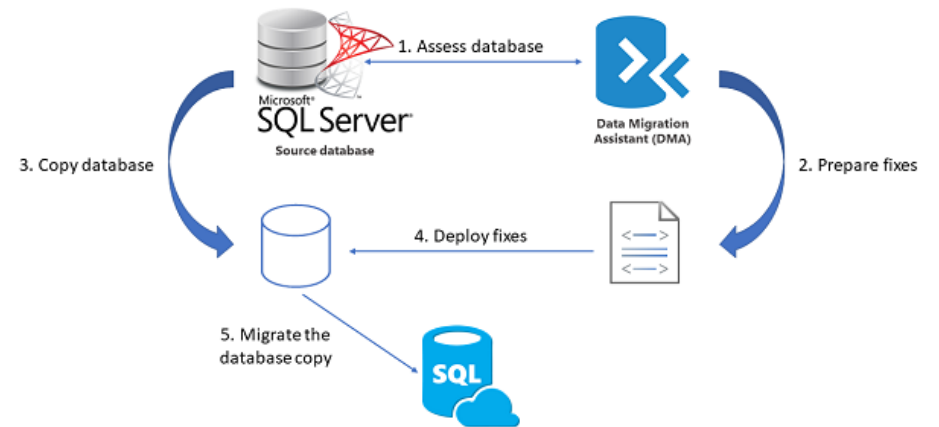 1. Assess database
Microsoft®
SQL Server®
Source database
Data Migration
Assistant (DMA)
3. Copy database
2. Prepare fixes
4. Deploy fixes
<—>
<—>
5. Migrate the
database copy
SQL